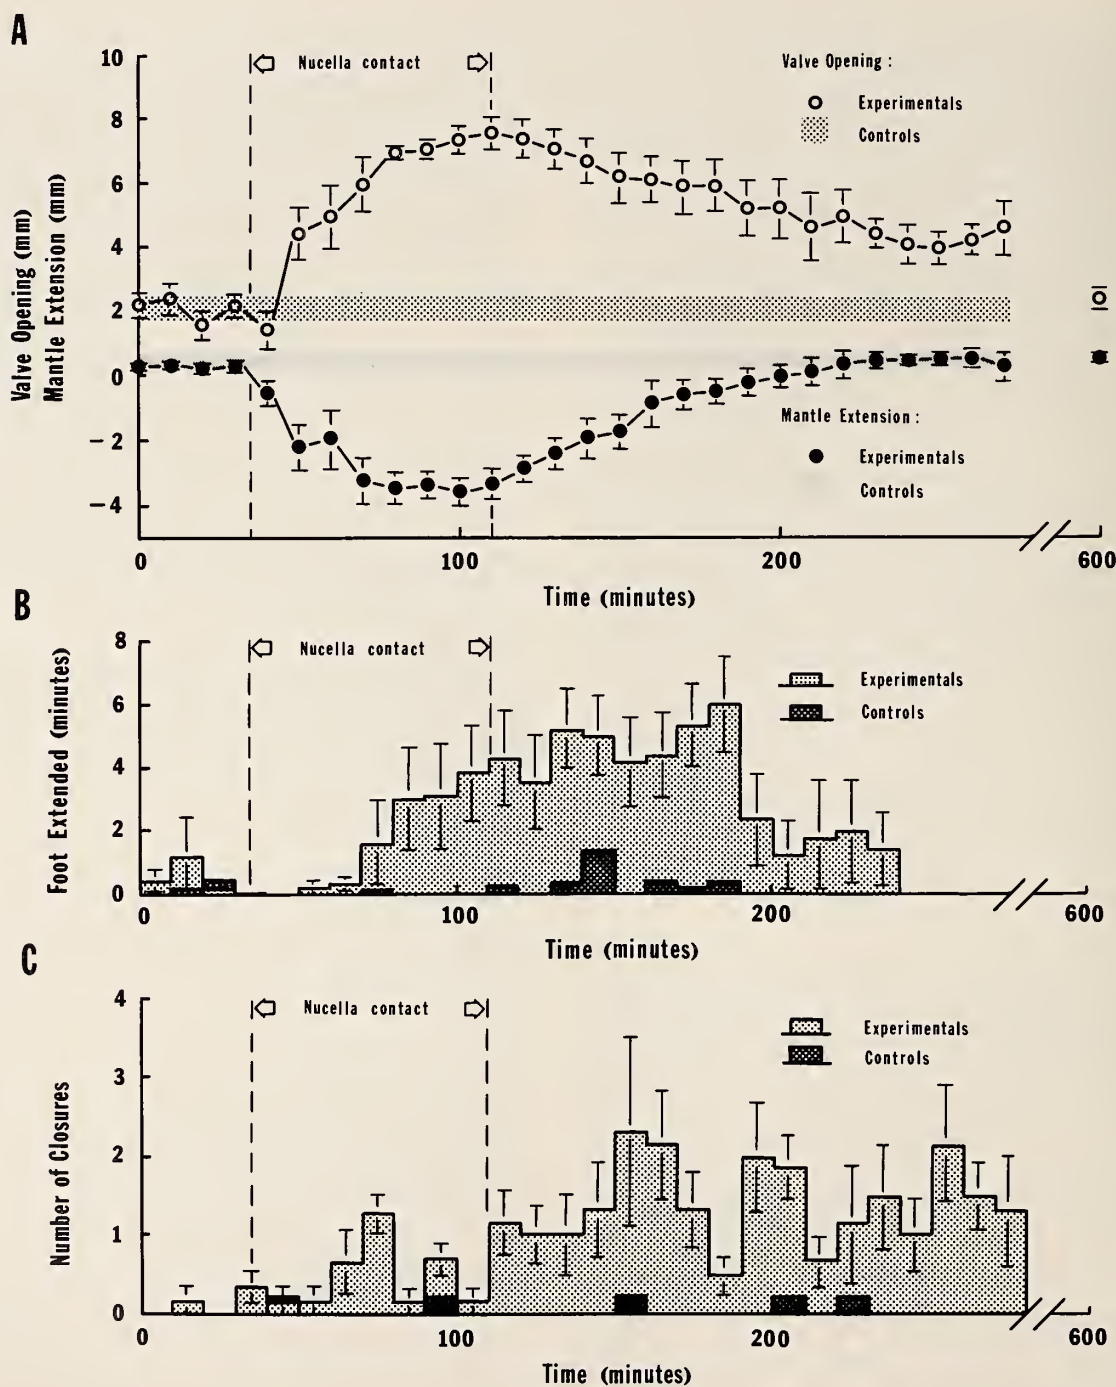 A
10
8
6
4
2
0
−2
−4
Valve Opening (mm)
Mantle Extension (mm)
Nucella contact
Valve Opening :
Experimentals
Controls
Mantle Extension :
Experimentals
Controls
0 100 200 600
Time (minutes)
B
8
6
4
2
0
Foot Extended (minutes)
Nucella contact
Experimentals
Controls
0 100 200 600
Time (minutes)
C
4
3
2
1
0
Number of Closures
Nucella contact
Experimentals
Controls
0 100 200 600
Time (minutes)